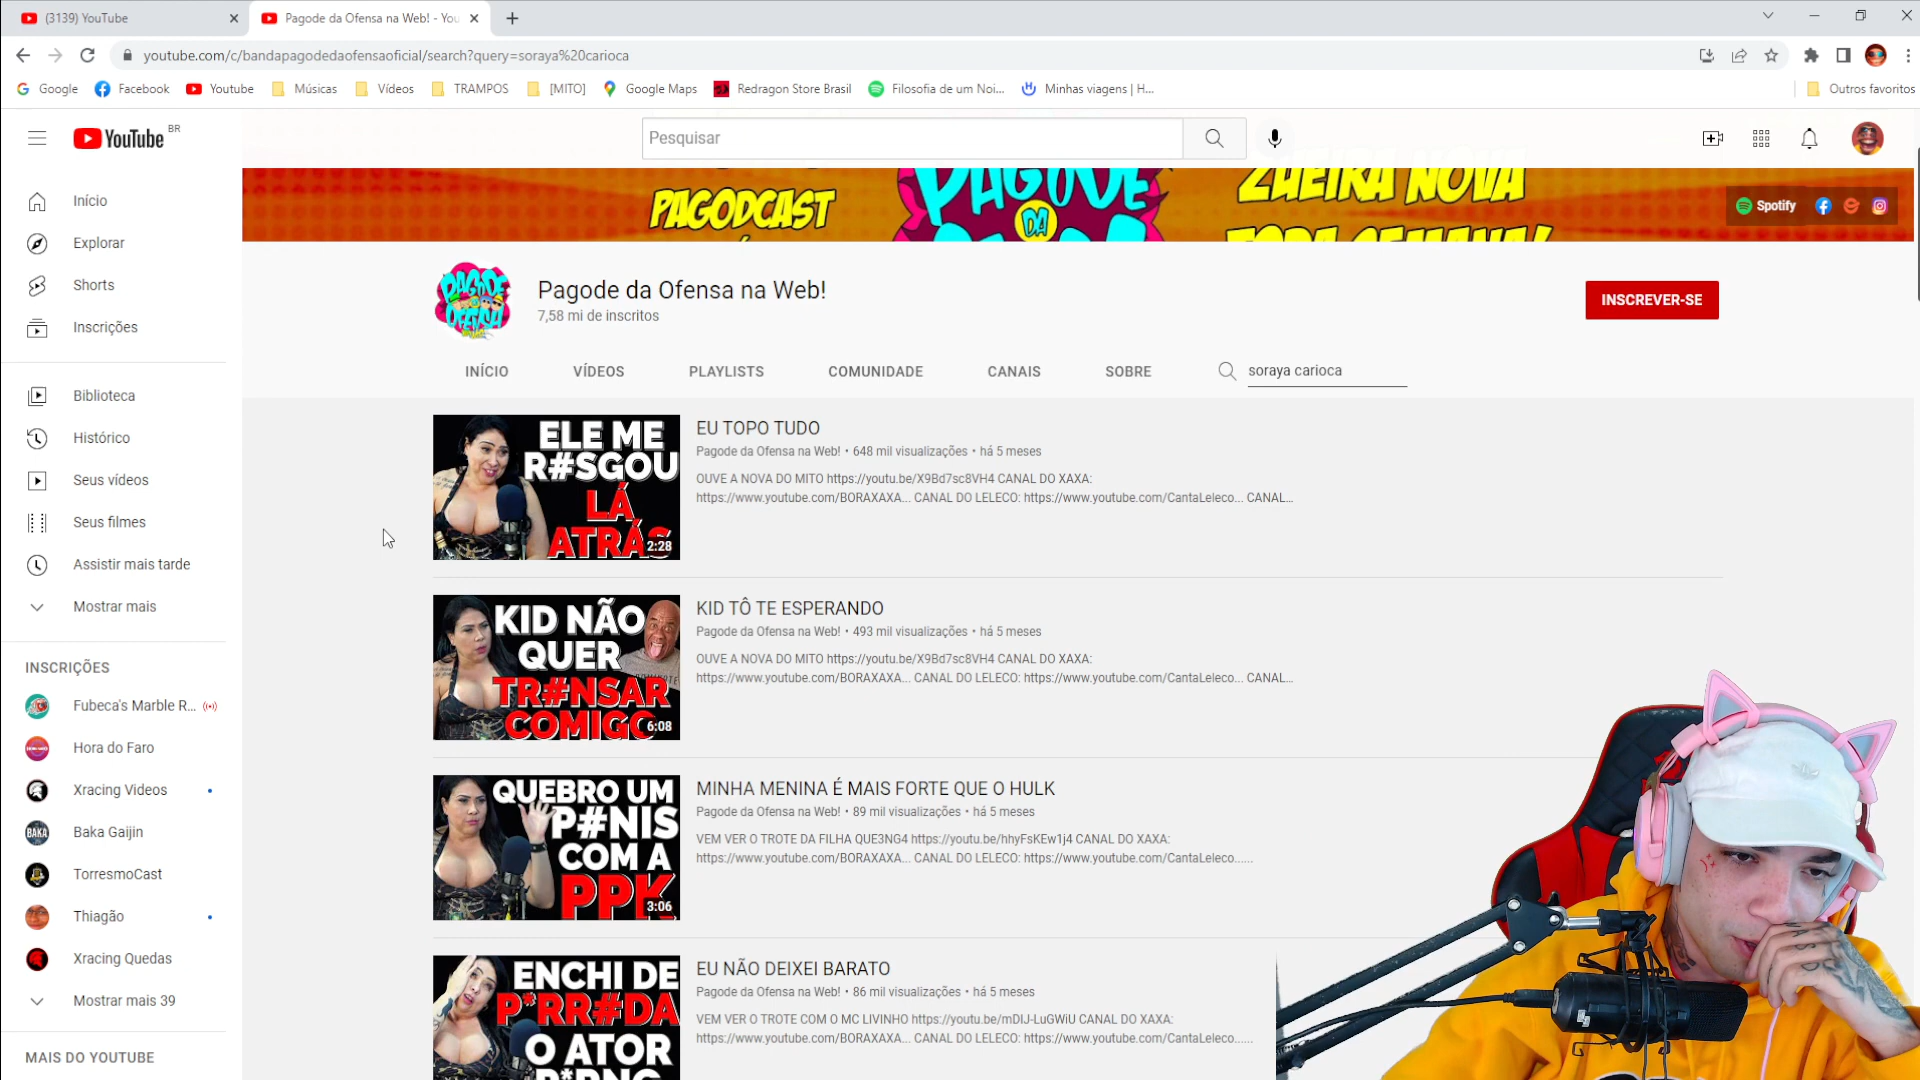 (3139) YouTube
Pagode da Ofensa na Web! - You
youtube.com/c/bandapagodedaofensaoficial/search?query=soraya%20carioca
Google
Facebook
Youtube
Músicas
Vídeos
TRAMPOS
[MITO]
Google Maps
Redragon Store Brasil
Filosofia de um Noi...
Minhas viagens | H...
Outros favoritos
YouTube BR
Pesquisar
Início
Explorar
Shorts
Inscrições
Biblioteca
Histórico
Seus vídeos
Seus filmes
Assistir mais tarde
Mostrar mais
INSCRIÇÕES
Fubeca's Marble R...
Hora do Faro
Xracing Videos
BAKA
Baka Gaijin
TorresmoCast
Thiagão
Xracing Quedas
Mostrar mais 39
MAIS DO YOUTUBE
PAGODCAST
PAGODE
DA
ZUEIRA NOVA
TODA SEMANA!
Spotify
PAGODE
DA
OFENSA
Pagode da Ofensa na Web!
7,58 mi de inscritos
INSCREVER-SE
INÍCIO
VÍDEOS
PLAYLISTS
COMUNIDADE
CANAIS
SOBRE
soraya carioca
ELE ME
R#SGOU
LÁ
ATRÁS
2:28
EU TOPO TUDO
Pagode da Ofensa na Web! • 648 mil visualizações • há 5 meses
OUVE A NOVA DO MITO https://youtu.be/X9Bd7sc8VH4 CANAL DO XAXA:
https://www.youtube.com/BORAXAXA... CANAL DO LELECO: https://www.youtube.com/CantaLeleco... CANAL...
KID NÃO
QUER
TR#NSAR
COMIGO
6:08
KID TÔ TE ESPERANDO
Pagode da Ofensa na Web! • 493 mil visualizações • há 5 meses
OUVE A NOVA DO MITO https://youtu.be/X9Bd7sc8VH4 CANAL DO XAXA:
https://www.youtube.com/BORAXAXA... CANAL DO LELECO: https://www.youtube.com/CantaLeleco... CANAL...
QUEBRO UM
P#NIS
COM A
PPK
3:06
MINHA MENINA É MAIS FORTE QUE O HULK
Pagode da Ofensa na Web! • 89 mil visualizações • há 5 meses
VEM VER O TROTE DA FILHA QUE3NG4 https://youtu.be/hhyFsKEw1j4 CANAL DO XAXA:
https://www.youtube.com/BORAXAXA... CANAL DO LELECO: https://www.youtube.com/CantaLeleco......
ENCHI DE
P*RR#DA
O ATOR
P*RNÔ
EU NÃO DEIXEI BARATO
Pagode da Ofensa na Web! • 86 mil visualizações • há 5 meses
VEM VER O TROTE COM O MC LIVINHO https://youtu.be/mDIJ-LuGWiU CANAL DO XAXA:
https://www.youtube.com/BORAXAXA... CANAL DO LELECO: https://www.youtube.com/CantaLeleco......